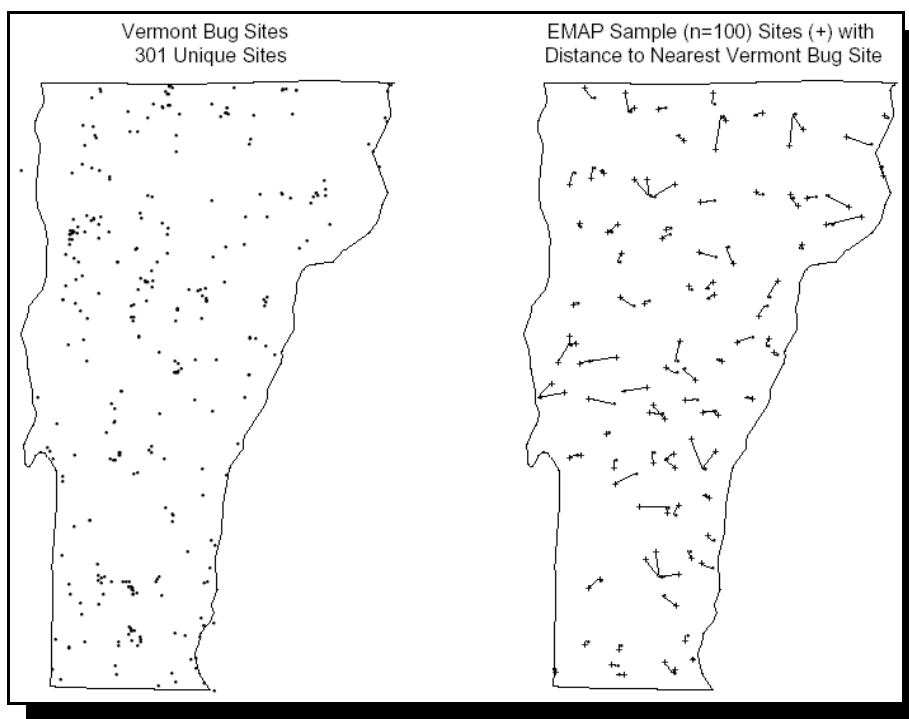 Vermont Bug Sites
301 Unique Sites
EMAP Sample (n=100) Sites (+) with
Distance to Nearest Vermont Bug Site